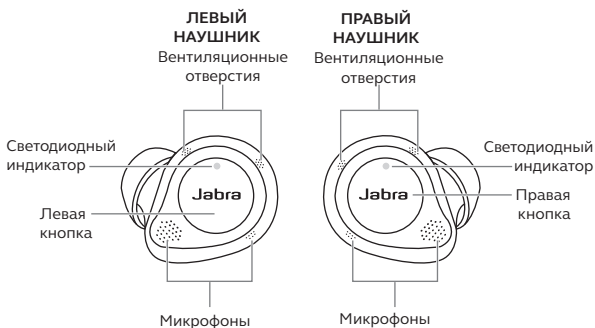 ЛЕВЫЙ
НАУШНИК
Вентиляционные
отверстия
Светодиодный
индикатор
Jabra
Левая
кнопка
Микрофоны
ПРАВЫЙ
НАУШНИК
Вентиляционные
отверстия
Светодиодный
индикатор
Jabra
Правая
кнопка
Микрофоны